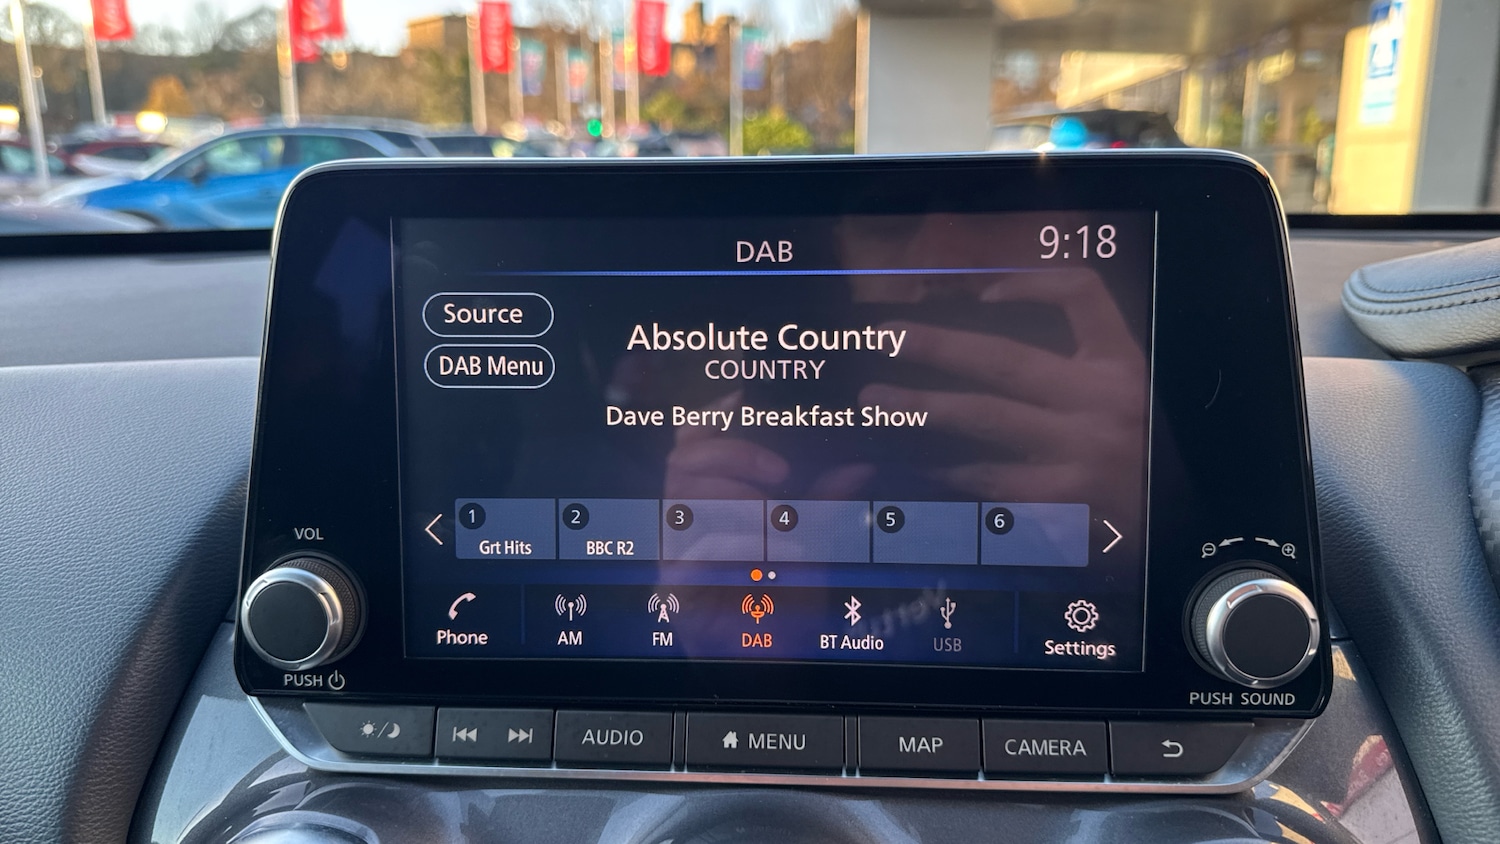 DAB
9:18
Source
DAB Menu
Absolute Country
COUNTRY
Dave Berry Breakfast Show
1
2
3
4
5
6
Grt Hits
BBC R2
Phone
AM
FM
DAB
BT Audio
USB
Settings
VOL
PUSH
PUSH SOUND
AUDIO
MENU
MAP
CAMERA